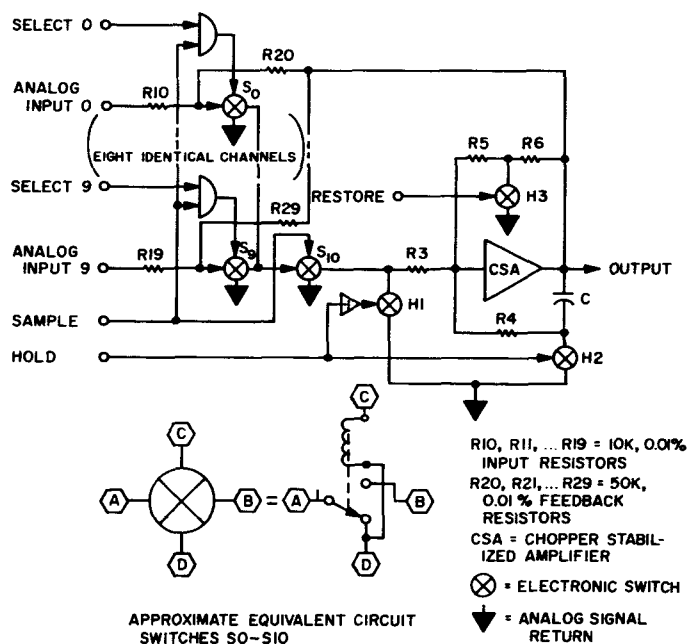 SELECT 0
R20
ANALOG
INPUT 0
R10
S0
(EIGHT IDENTICAL CHANNELS)
R5
R6
SELECT 9
RESTORE
H3
R29
ANALOG
INPUT 9
R19
S9
S10
R3
CSA
OUTPUT
C
SAMPLE
H1
R4
HOLD
H2
C
C
A
B
=
A
B
D
D
R10, R11, ... R19 = 10K, 0.01%
INPUT RESISTORS
R20, R21, ... R29 = 50K,
0.01% FEEDBACK
RESISTORS
CSA = CHOPPER STABIL-
IZED AMPLIFIER
= ELECTRONIC SWITCH
= ANALOG SIGNAL
RETURN
APPROXIMATE EQUIVALENT CIRCUIT
SWITCHES S0-S10